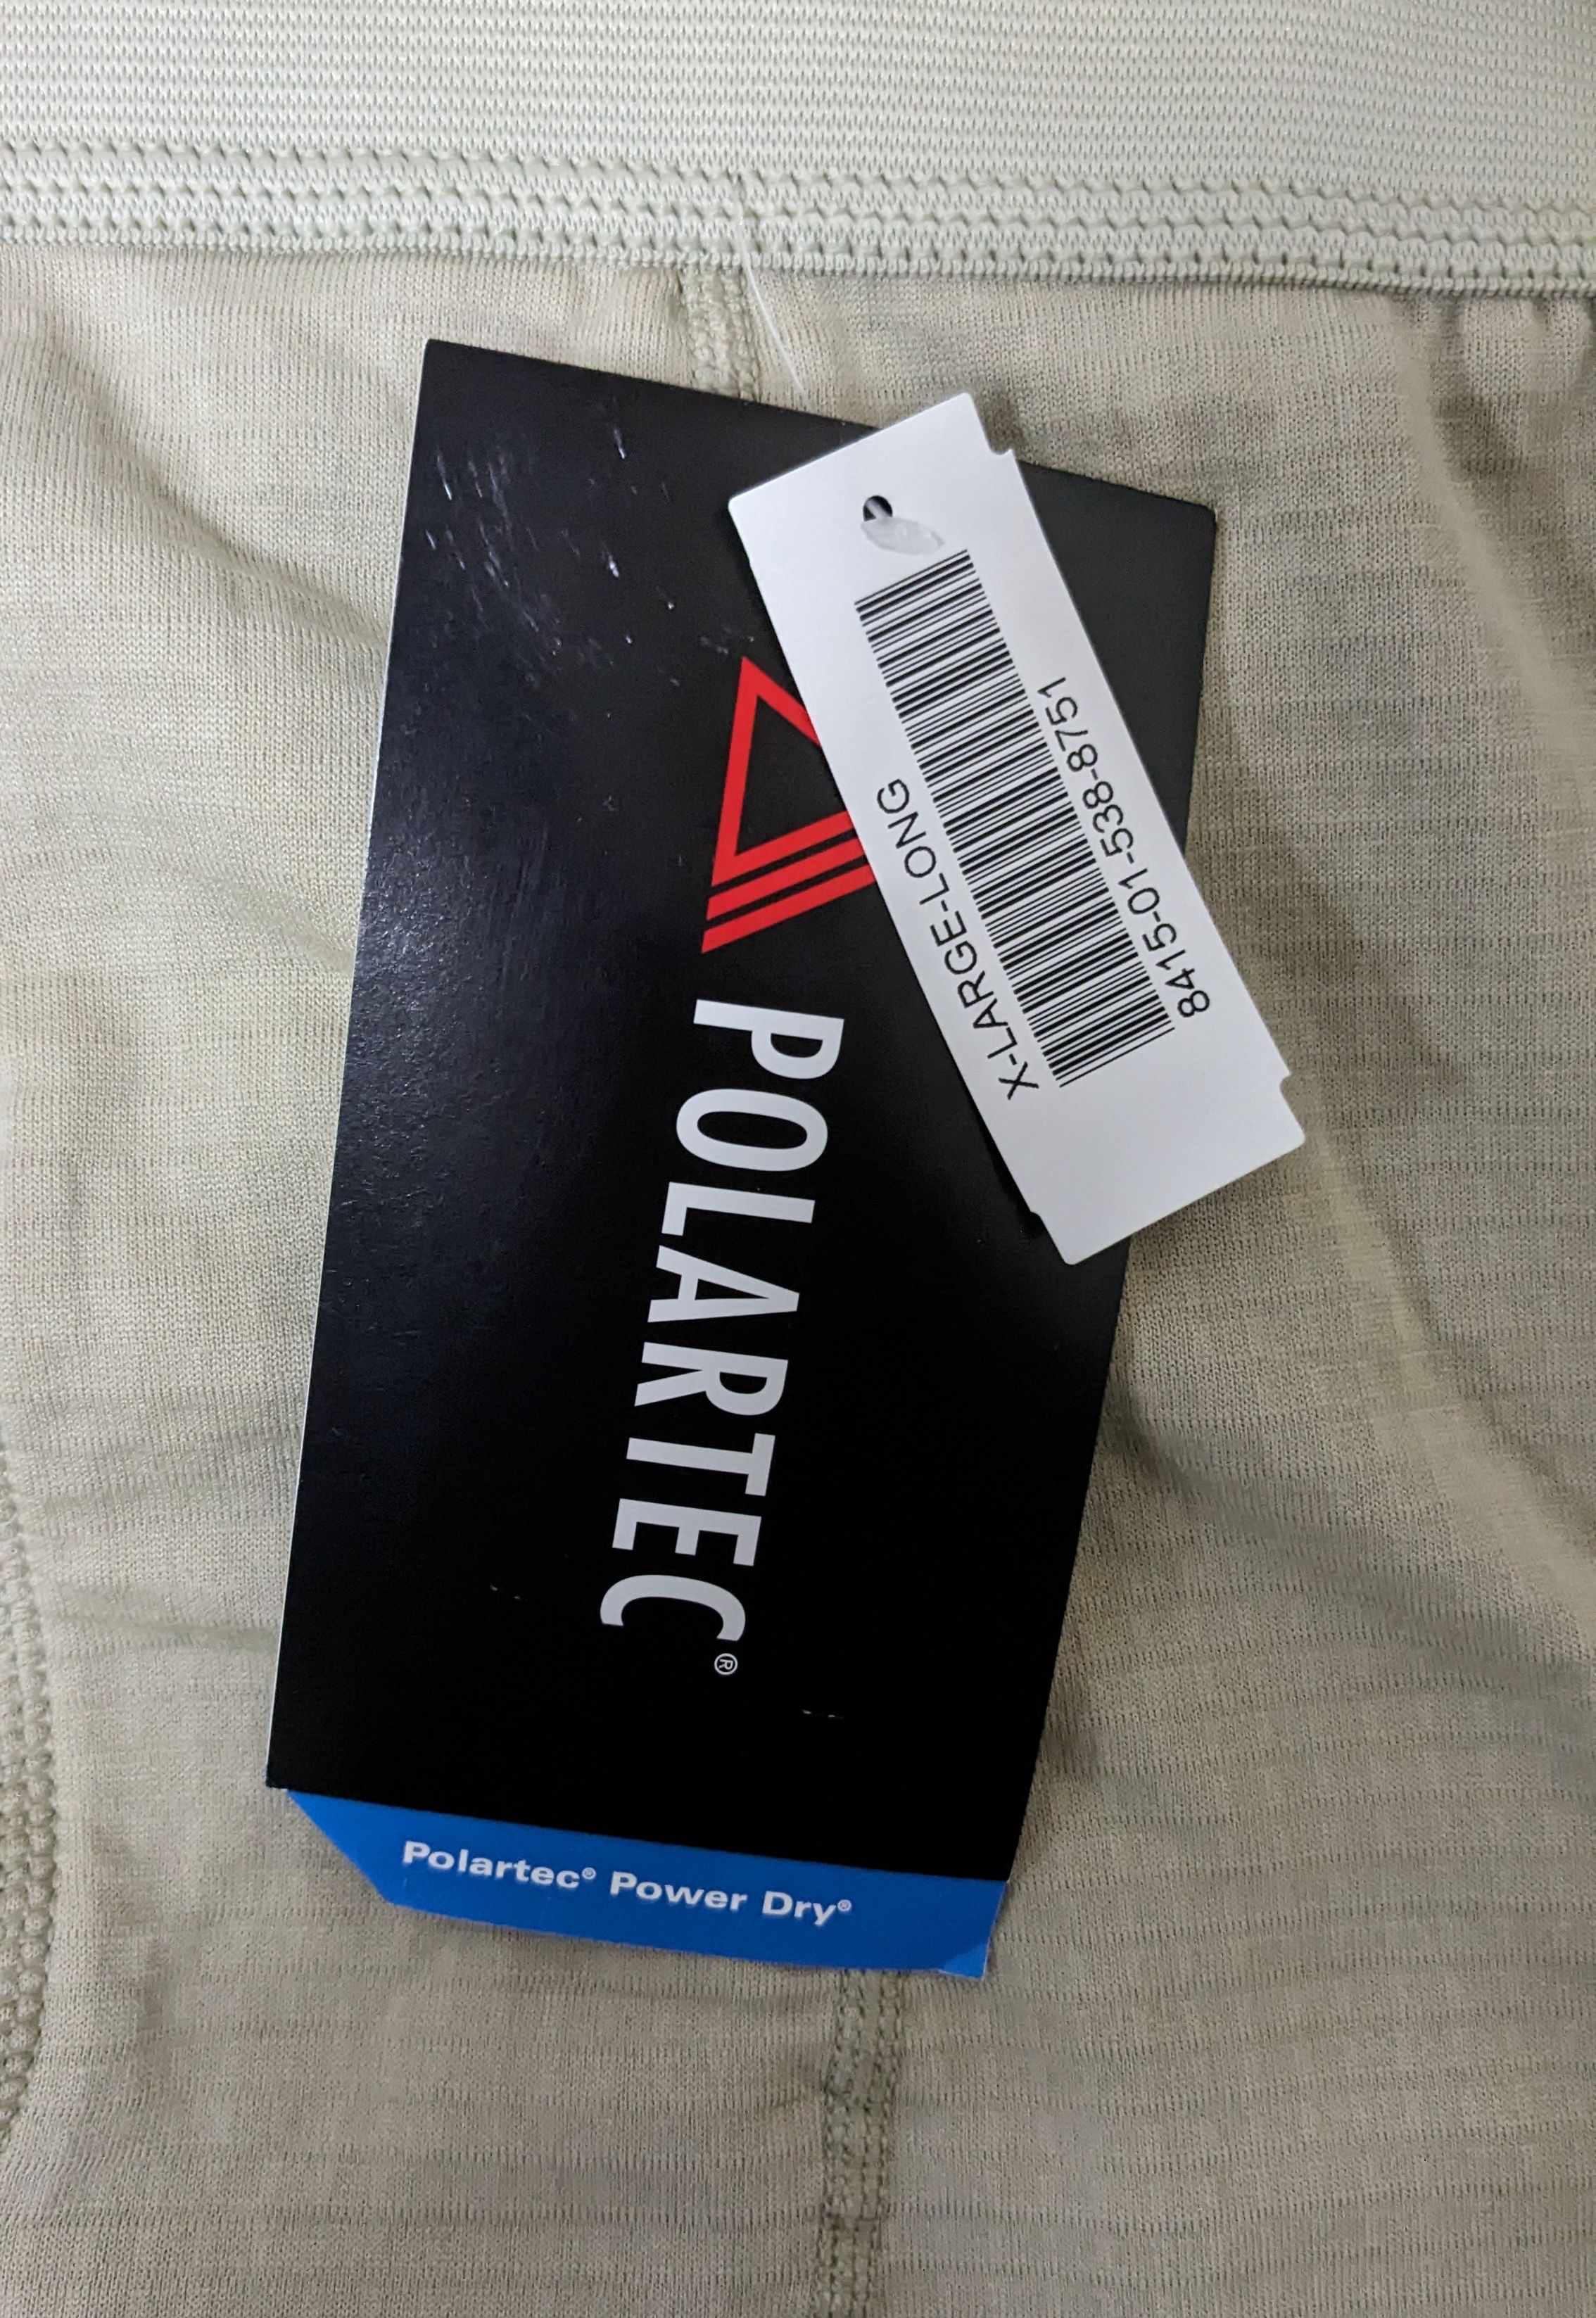 X-LARGE-LONG
8415-01-538-8751
POLARTEC®
Polartec® Power Dry®